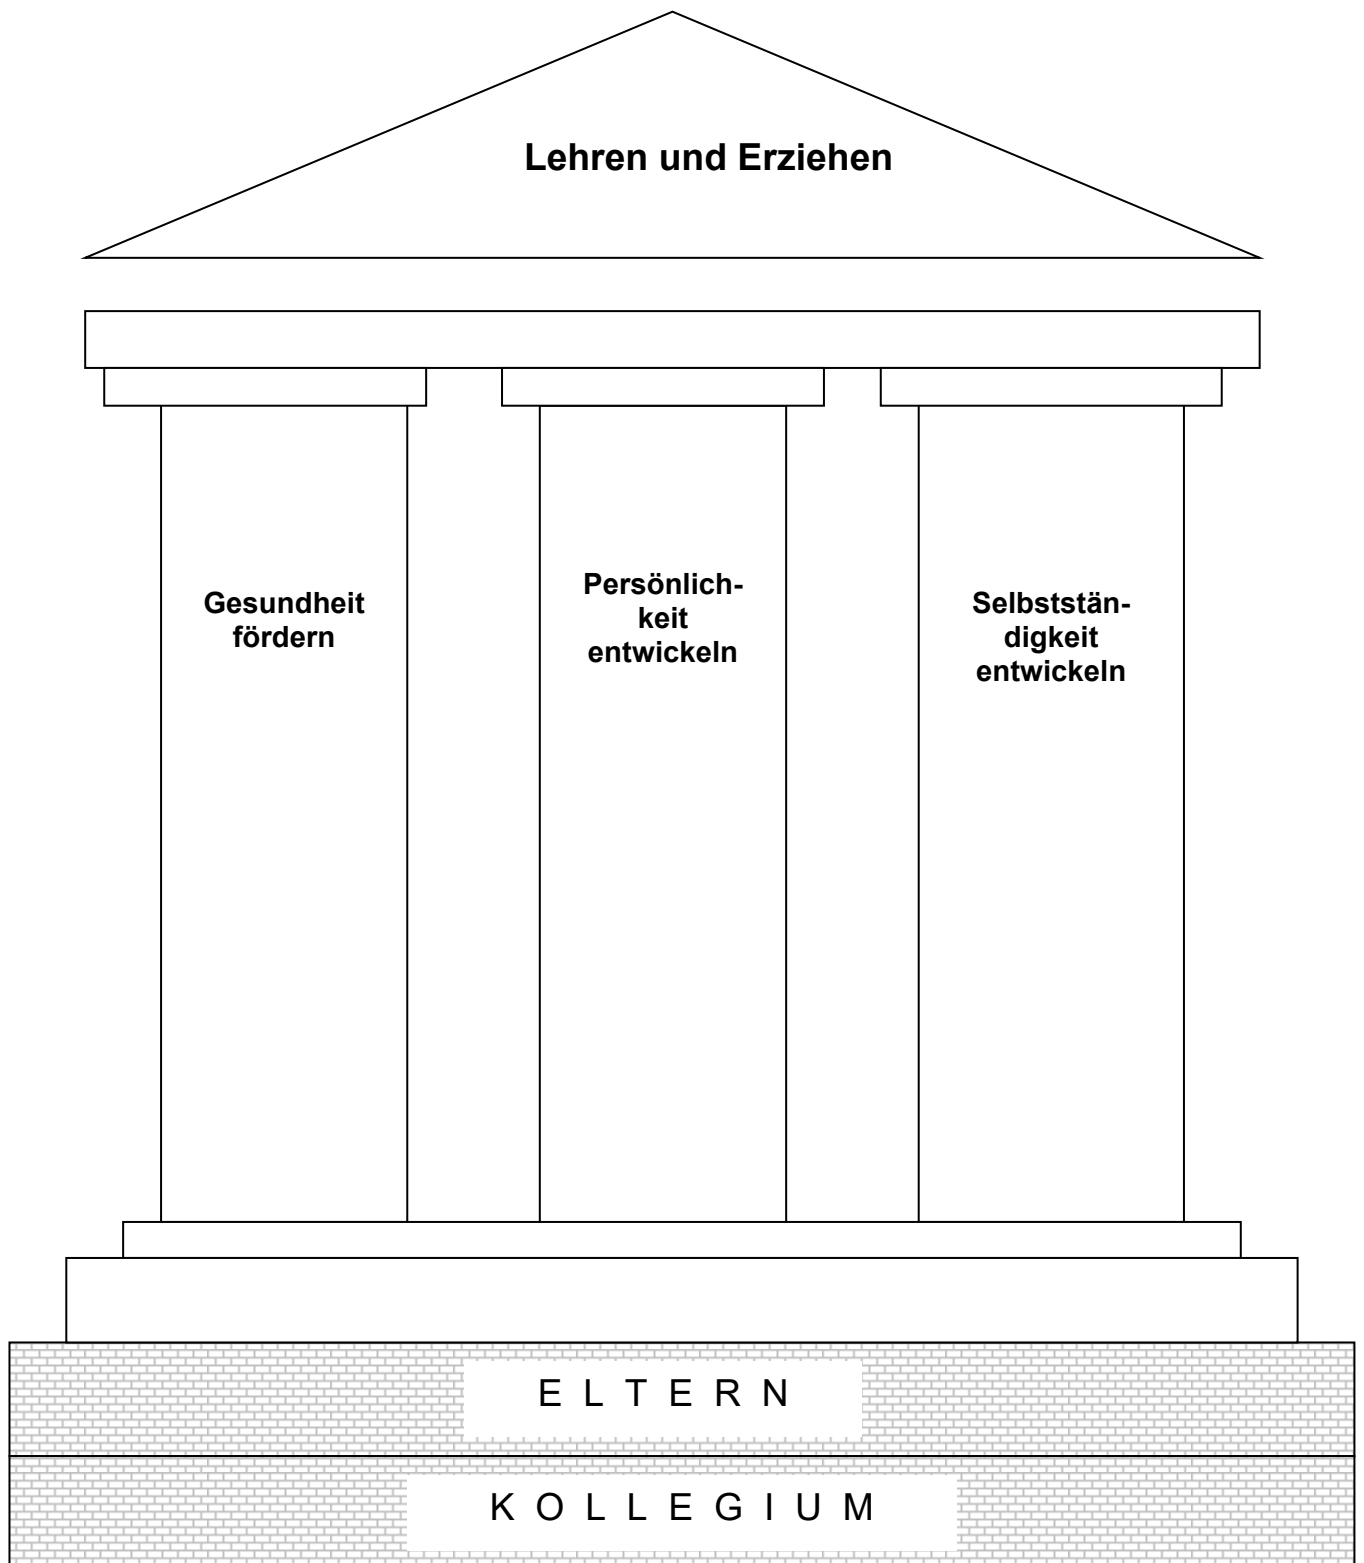 Lehren und Erziehen
Gesundheit
fördern
Persönlich-
keit
entwickeln
Selbststän-
digkeit
entwickeln
E L T E R N
K O L L E G I U M